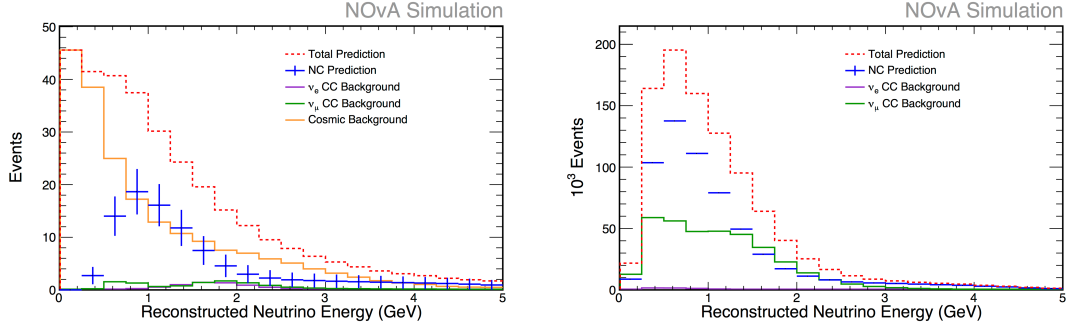 NOvA Simulation
Events
50
40
30
20
10
0
Total Prediction
NC Prediction
νe CC Background
νμ CC Background
Cosmic Background
0 1 2 3 4 5
Reconstructed Neutrino Energy (GeV)
NOvA Simulation
10³ Events
200
150
100
50
0
Total Prediction
NC Prediction
νe CC Background
νμ CC Background
0 1 2 3 4 5
Reconstructed Neutrino Energy (GeV)